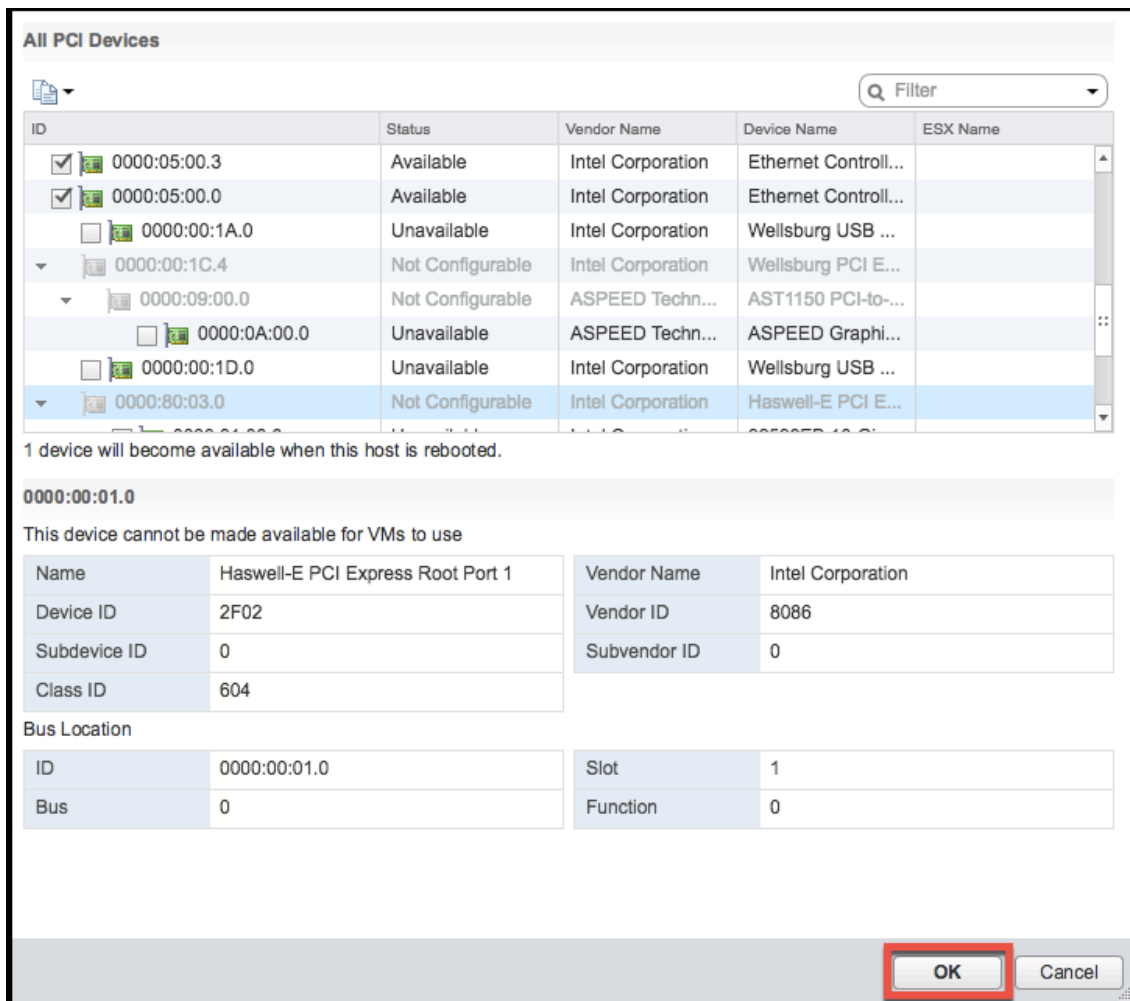 All PCI Devices
Filter
ID Status Vendor Name Device Name ESX Name
0000:05:00.3 Available Intel Corporation Ethernet Controll...
0000:05:00.0 Available Intel Corporation Ethernet Controll...
0000:00:1A.0 Unavailable Intel Corporation Wellsburg USB ...
0000:00:1C.4 Not Configurable Intel Corporation Wellsburg PCI E...
0000:09:00.0 Not Configurable ASPEED Techn... AST1150 PCI-to-...
0000:0A:00.0 Unavailable ASPEED Techn... ASPEED Graphi...
0000:00:1D.0 Unavailable Intel Corporation Wellsburg USB ...
0000:80:03.0 Not Configurable Intel Corporation Haswell-E PCI E...
1 device will become available when this host is rebooted.
0000:00:01.0
This device cannot be made available for VMs to use
Name Haswell-E PCI Express Root Port 1 Vendor Name Intel Corporation
Device ID 2F02 Vendor ID 8086
Subdevice ID 0 Subvendor ID 0
Class ID 604
Bus Location
ID 0000:00:01.0 Slot 1
Bus 0 Function 0
OK Cancel